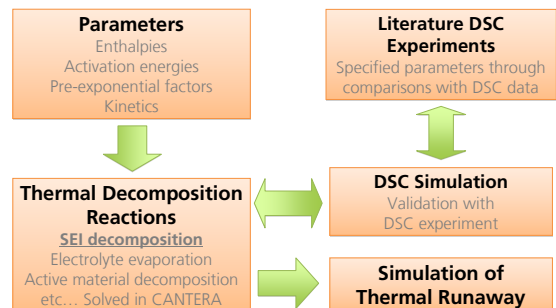 Parameters
Enthalpies
Activation energies
Pre-exponential factors
Kinetics
Literature DSC
Experiments
Specified parameters through
comparisons with DSC data
Thermal Decomposition
Reactions
SEI decomposition
Electrolyte evaporation
Active material decomposition
etc... Solved in CANTERA
DSC Simulation
Validation with
DSC experiment
Simulation of
Thermal Runaway